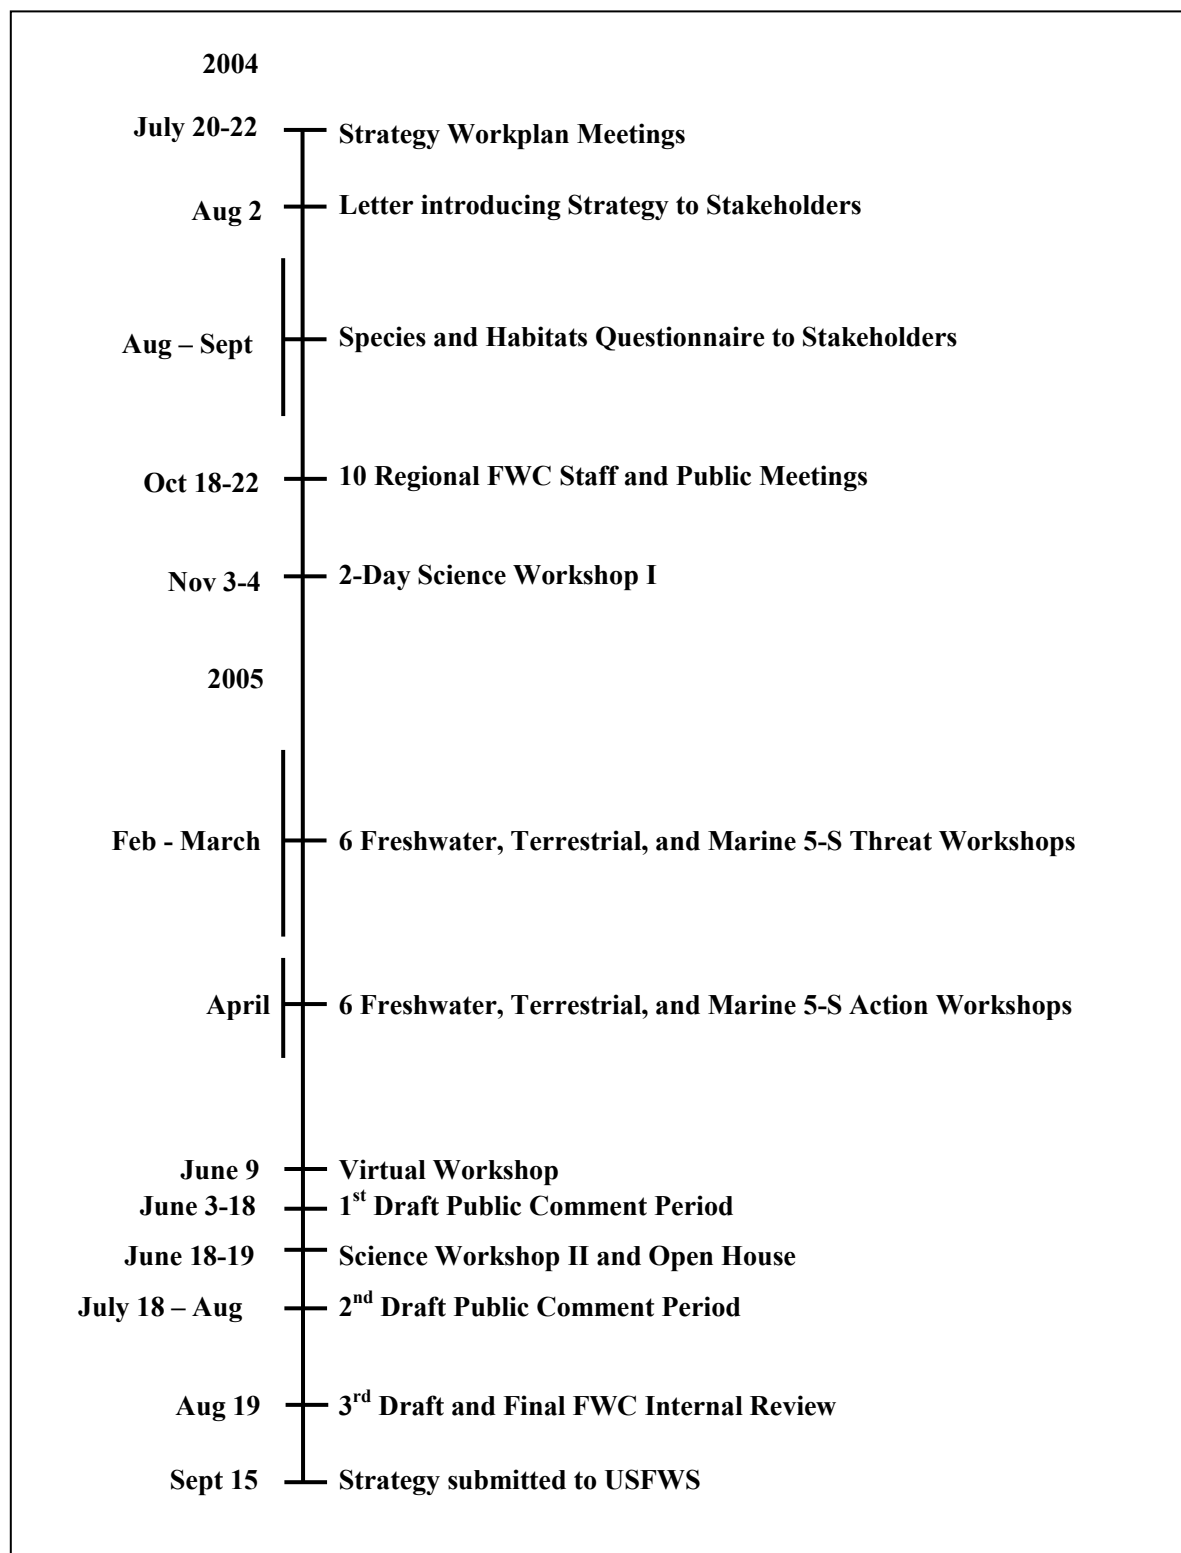 2004
July 20-22 Strategy Workplan Meetings
Aug 2 Letter introducing Strategy to Stakeholders
Aug – Sept Species and Habitats Questionnaire to Stakeholders
Oct 18-22 10 Regional FWC Staff and Public Meetings
Nov 3-4 2-Day Science Workshop I
2005
Feb - March 6 Freshwater, Terrestrial, and Marine 5-S Threat Workshops
April 6 Freshwater, Terrestrial, and Marine 5-S Action Workshops
June 9 Virtual Workshop
June 3-18 1st Draft Public Comment Period
June 18-19 Science Workshop II and Open House
July 18 – Aug 2nd Draft Public Comment Period
Aug 19 3rd Draft and Final FWC Internal Review
Sept 15 Strategy submitted to USFWS